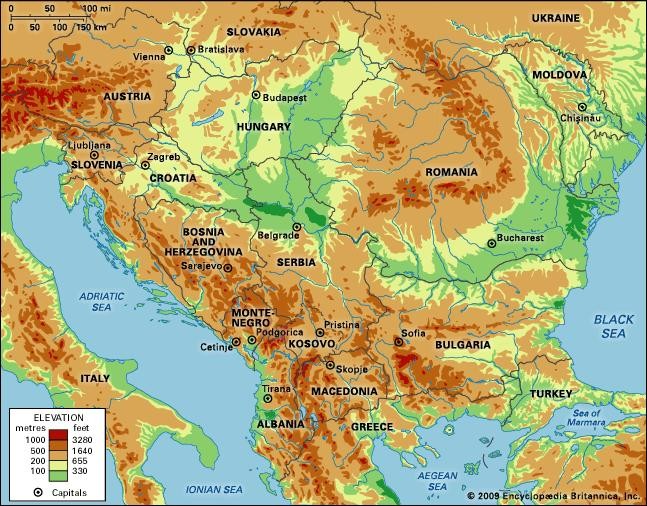 0 50 100 mi
0 50 100 150 km
UKRAINE
SLOVAKIA
Vienna
Bratislava
MOLDOVA
AUSTRIA
Budapest
Chișinău
HUNGARY
Ljubljana
SLOVENIA
Zagreb
CROATIA
ROMANIA
BOSNIA
AND
HERZEGOVINA
Belgrade
Bucharest
Sarajevo
SERBIA
ADRIATIC
SEA
MONTE-
NEGRO
Podgorica
Pristina
BLACK
SEA
Cetinje
KOSOVO
Sofia
BULGARIA
Skopje
ITALY
Tirana
MACEDONIA
TURKEY
ALBANIA
GREECE
Sea of
Marmara
ELEVATION
metres feet
1000 3280
500 1640
200 655
100 330
Capitals
IONIAN SEA
AEGEAN
SEA
© 2009 Encyclopædia Britannica, Inc.